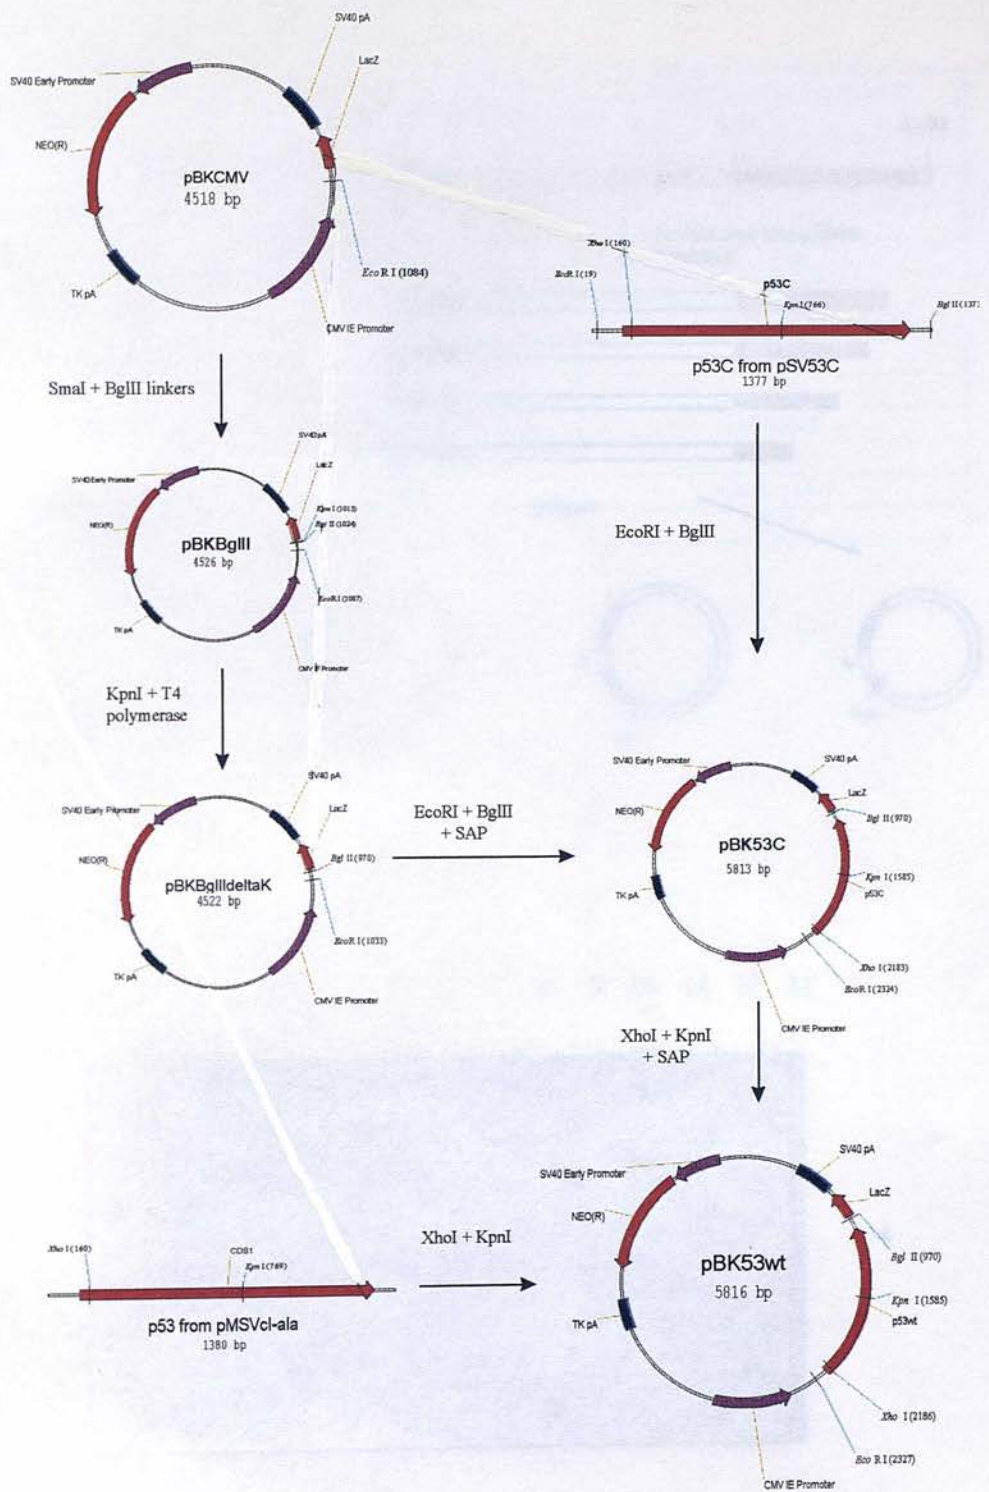 SV40 pA
LacZ
SV40 Early Promoter
NEO(R)
pBKCMV
4518 bp
EcoR I (1084)
TK pA
CMV IE Promoter
Xho I (160)
EcoR I (19)
p53C
Kpn I (766)
Bgl II (137
p53C from pSV53C
1377 bp
SmaI + BglII linkers
SV40 pA
LacZ
SV40 Early Promoter
Kpn I (1013)
Bgl II (1024)
NEO(R)
pBKBglII
4526 bp
EcoR I (1087)
TK pA
CMV IE Promoter
EcoRI + BglII
KpnI + T4
polymerase
SV40 pA
SV40 Early Promoter
LacZ
NEO(R)
Bgl II (970)
pBKBglIIdeltaK
4522 bp
EcoR I (1033)
TK pA
CMV IE Promoter
EcoRI + BglII
+ SAP
SV40 pA
SV40 Early Promoter
LacZ
NEO(R)
Bgl II (970)
pBK53C
5813 bp
Kpn I (1585)
p53C
TK pA
Xho I (2183)
EcoR I (2324)
CMV IE Promoter
XhoI + KpnI
+ SAP
SV40 pA
SV40 Early Promoter
LacZ
NEO(R)
Bgl II (970)
pBK53wt
5816 bp
Kpn I (1585)
p53wt
TK pA
Xho I (2186)
Eco R I (2327)
CMV IE Promoter
XhoI + KpnI
Xho I (160)
CDS1
Kpn I (769)
p53 from pMSVcl-ala
1380 bp